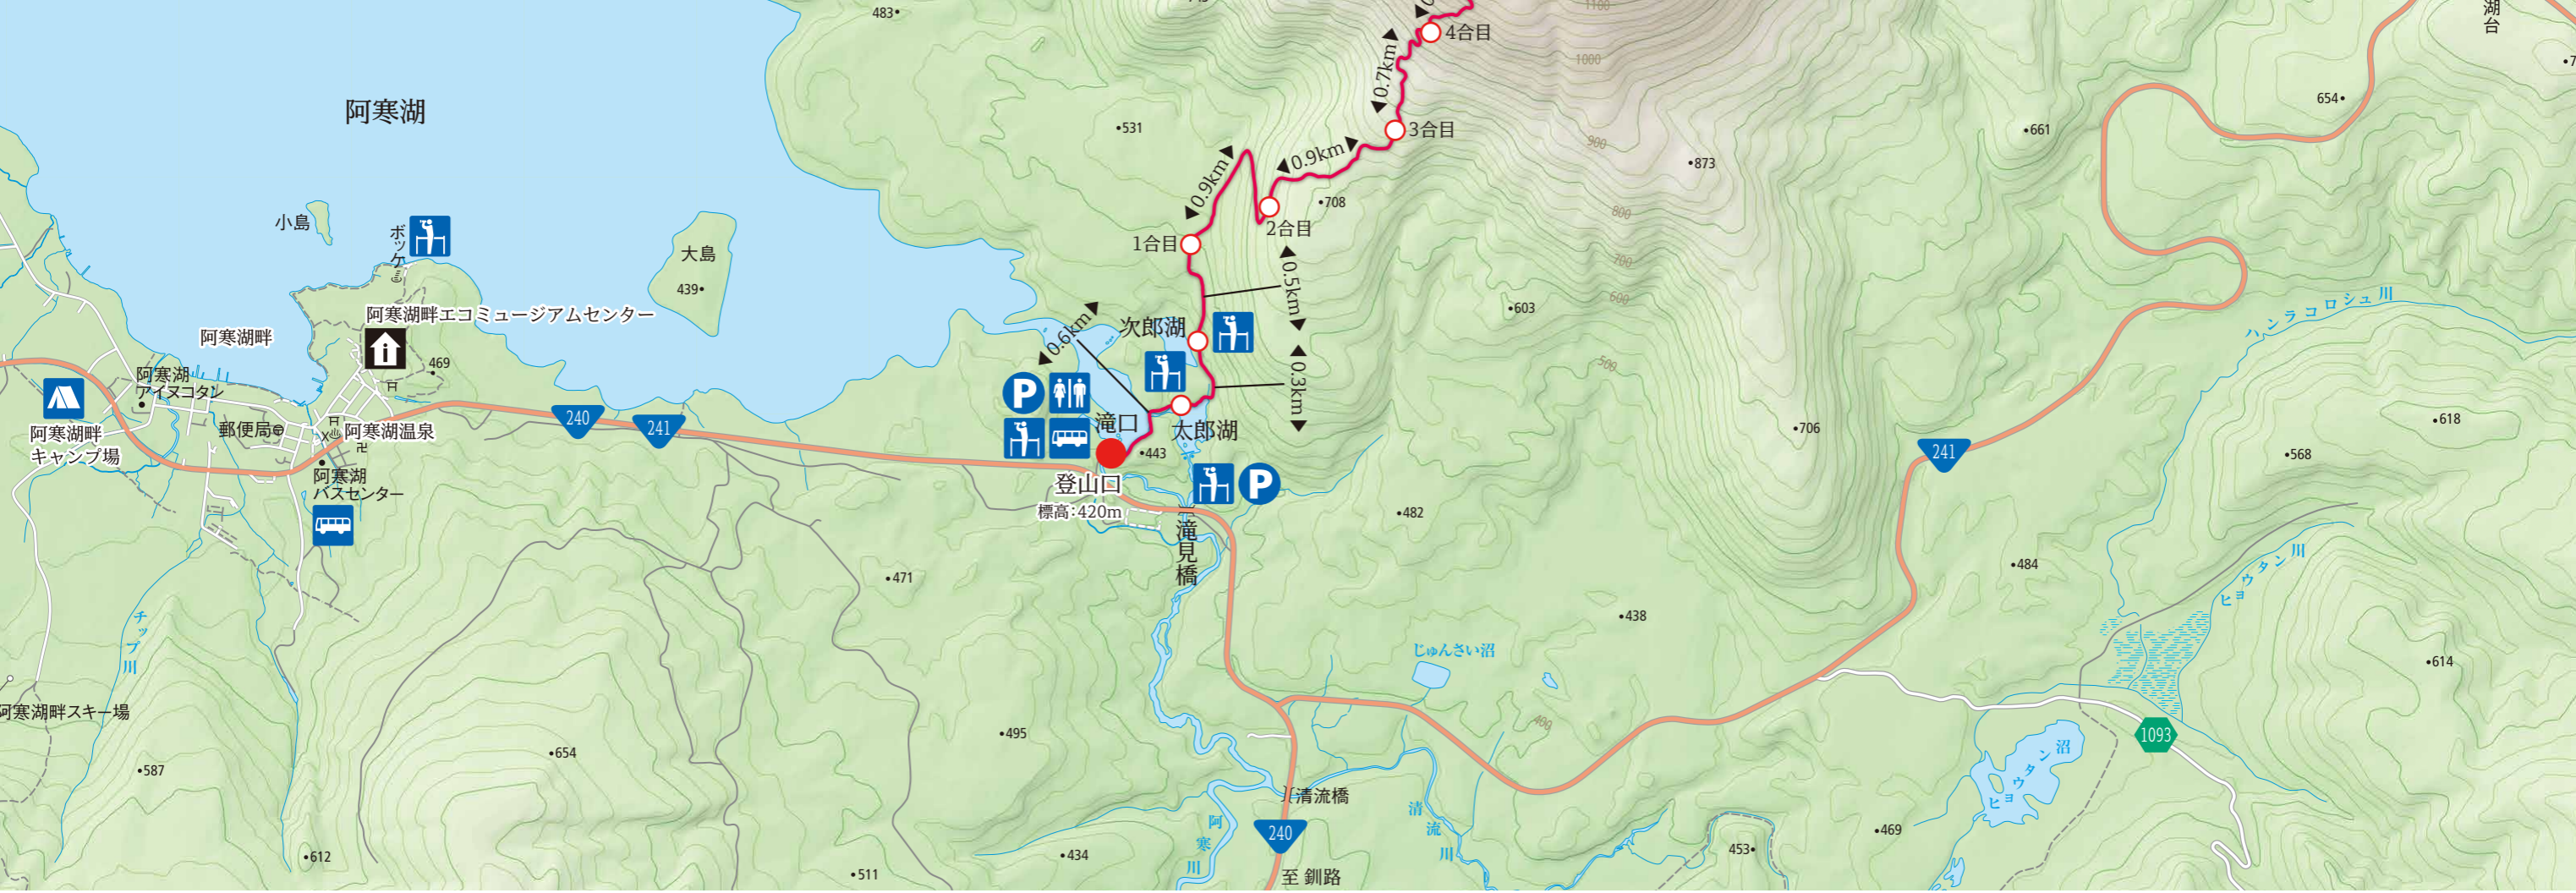 483•
4合目
湖台
1100
1000
0.7km
阿寒湖
654•
•531
•661
3合目
0.9km
900
•873
0.9km
•708
小島
ボッケ
800
2合目
1合目
大島
439•
0.5km
700
600
ハンラコロシュ川
•603
阿寒湖畔エコミュージアムセンター
阿寒湖畔
次郎湖
0.6km
469
500
阿寒湖
アイヌコタン
0.3km
P
240
241
滝口
太郎湖
•618
郵便局
阿寒湖温泉
阿寒湖畔
キャンプ場
•706
241
•443
•568
阿寒湖
バスセンター
登山口
標高:420m
P
•482
滝見橋
ヒョウタン川
•471
•484
チップ川
•438
じゅんさい沼
•614
阿寒湖畔スキー場
400
•495
1093
•654
ヒョウタン沼
•587
清流橋
阿寒川
240
清流川
•469
453•
•612
•434
•511
至 釧路